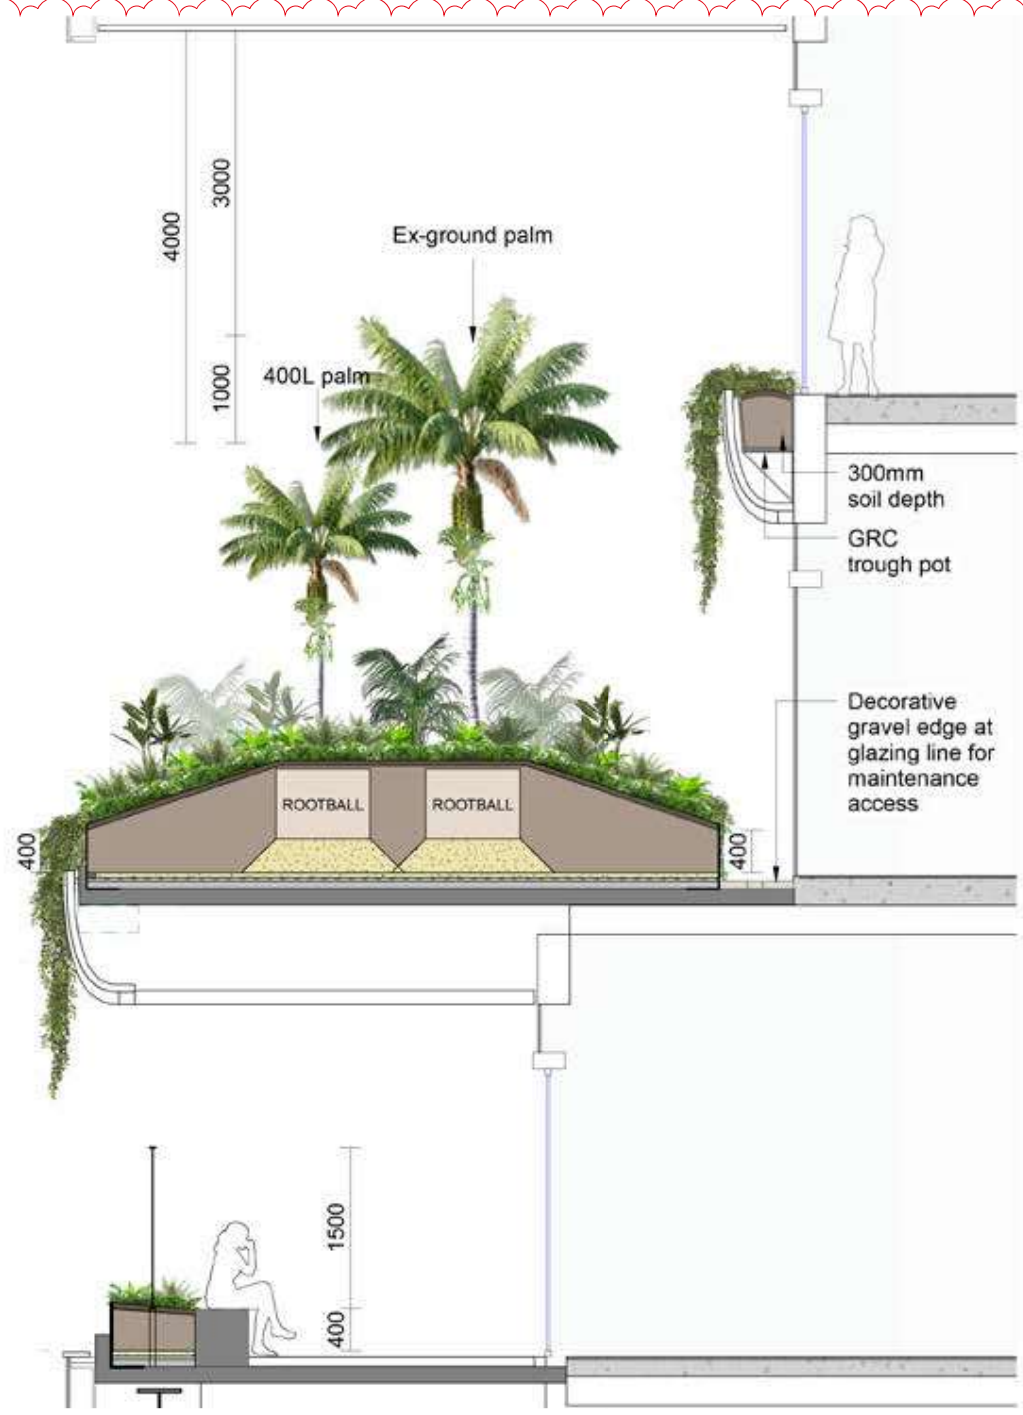 3000
4000
Ex-ground palm
1000
400L palm
300mm
soil depth
GRC
trough pot
Decorative
gravel edge at
glazing line for
maintenance
access
ROOTBALL
ROOTBALL
400
400
1500
400